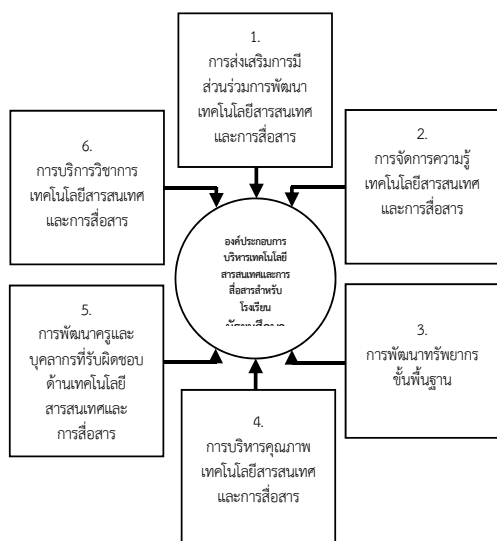 1.
การส่งเสริมการมี
ส่วนร่วมการพัฒนา
เทคโนโลยีสารสนเทศ
และการสื่อสาร
2.
การจัดการความรู้
เทคโนโลยีสารสนเทศ
และการสื่อสาร
3.
การพัฒนาทรัพยากร
ขั้นพื้นฐาน
4.
การบริหารคุณภาพ
เทคโนโลยีสารสนเทศ
และการสื่อสาร
5.
การพัฒนาครูและ
บุคลากรที่รับผิดชอบ
ด้านเทคโนโลยี
สารสนเทศและ
การสื่อสาร
6.
การบริการวิชาการ
เทคโนโลยีสารสนเทศ
และการสื่อสาร
องค์ประกอบการ
บริหารเทคโนโลยี
สารสนเทศและการ
สื่อสารสำหรับ
โรงเรียน